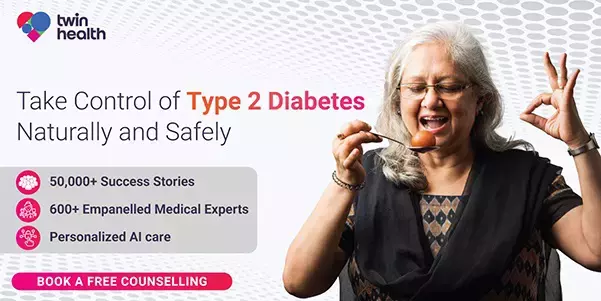 twin
health
Take Control of Type 2 Diabetes
Naturally and Safely
50,000+ Success Stories
600+ Empanelled Medical Experts
Personalized AI care
BOOK A FREE COUNSELLING